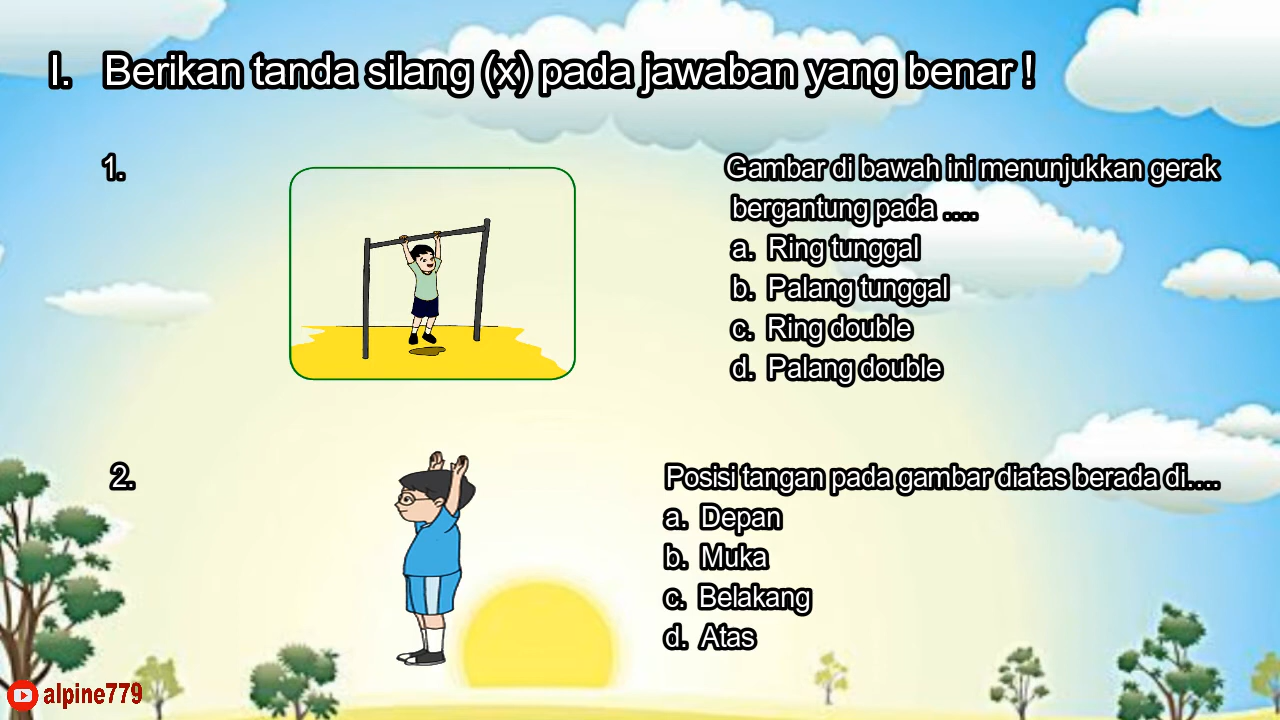 I. Berikan tanda silang (x) pada jawaban yang benar !
1.
Gambar di bawah ini menunjukkan gerak
bergantung pada ....
a. Ring tunggal
b. Palang tunggal
c. Ring double
d. Palang double
2.
Posisi tangan pada gambar diatas berada di....
a. Depan
b. Muka
c. Belakang
d. Atas
alpine779